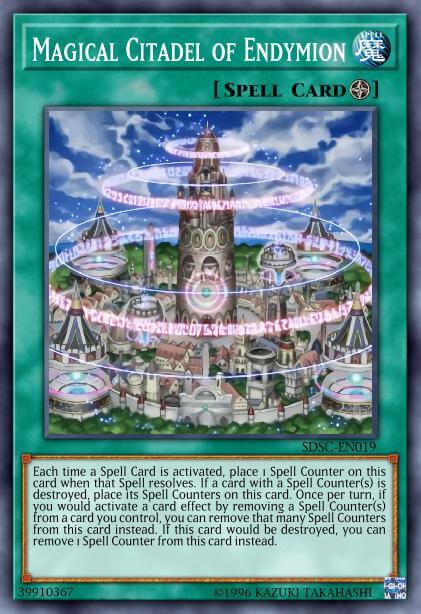 MAGICAL CITADEL OF ENDYMION
SPELL
魔
[SPELL CARD]
SDSC-EN019
Each time a Spell Card is activated, place 1 Spell Counter on this
card when that Spell resolves. If a card with a Spell Counter(s) is
destroyed, place its Spell Counters on this card. Once per turn, if
you would activate a card effect by removing a Spell Counter(s)
from a card you control, you can remove that many Spell Counters
from this card instead. If this card would be destroyed, you can
remove 1 Spell Counter from this card instead.
39910367
©1996 KAZUKI TAKAHASHI